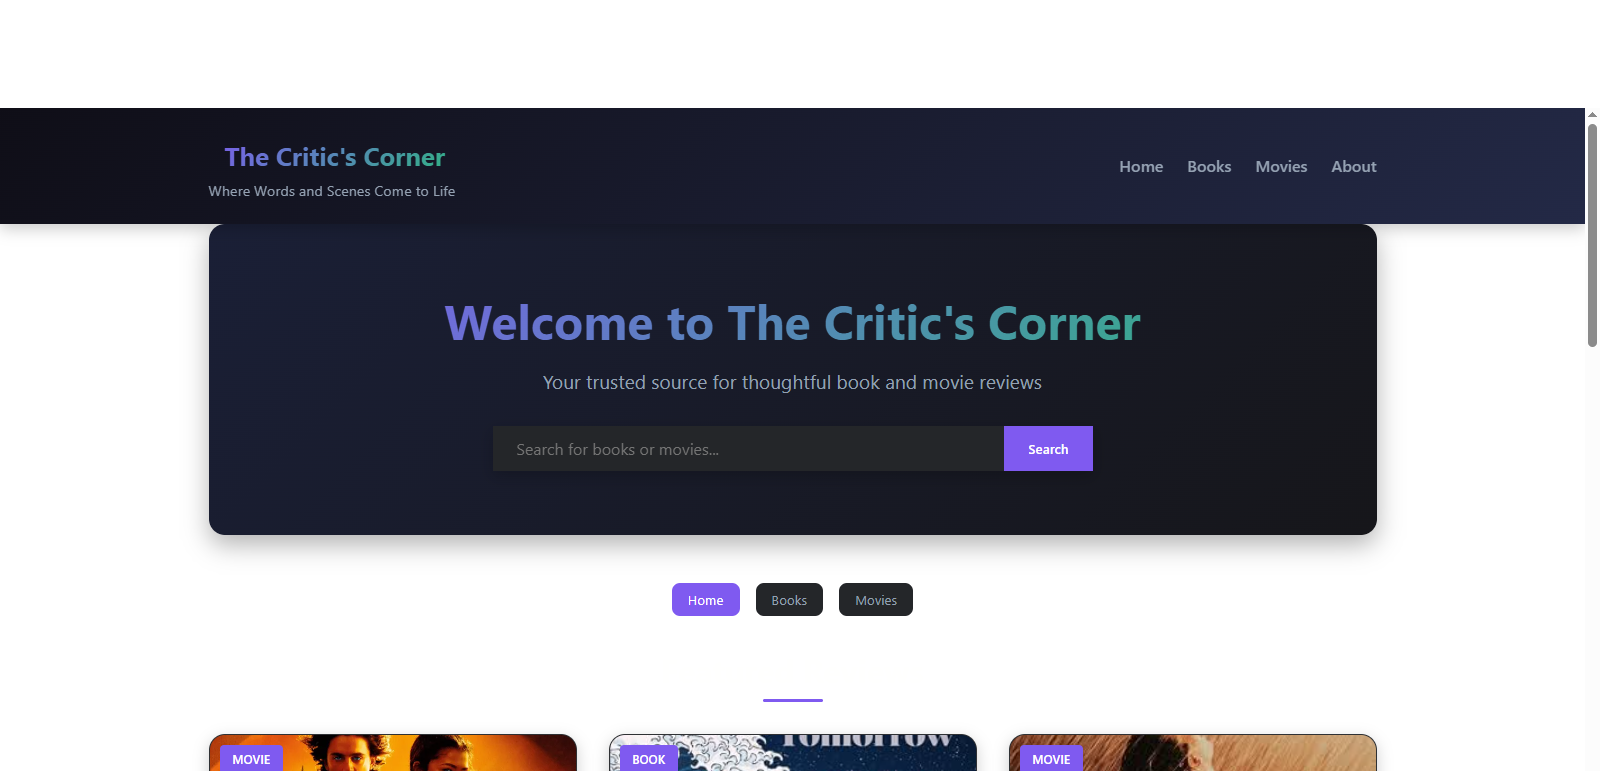 The Critic's Corner
Where Words and Scenes Come to Life
Home Books Movies About
Welcome to The Critic's Corner
Your trusted source for thoughtful book and movie reviews
Search for books or movies...
Search
Home Books Movies
MOVIE
BOOK
Tomorrow
MOVIE